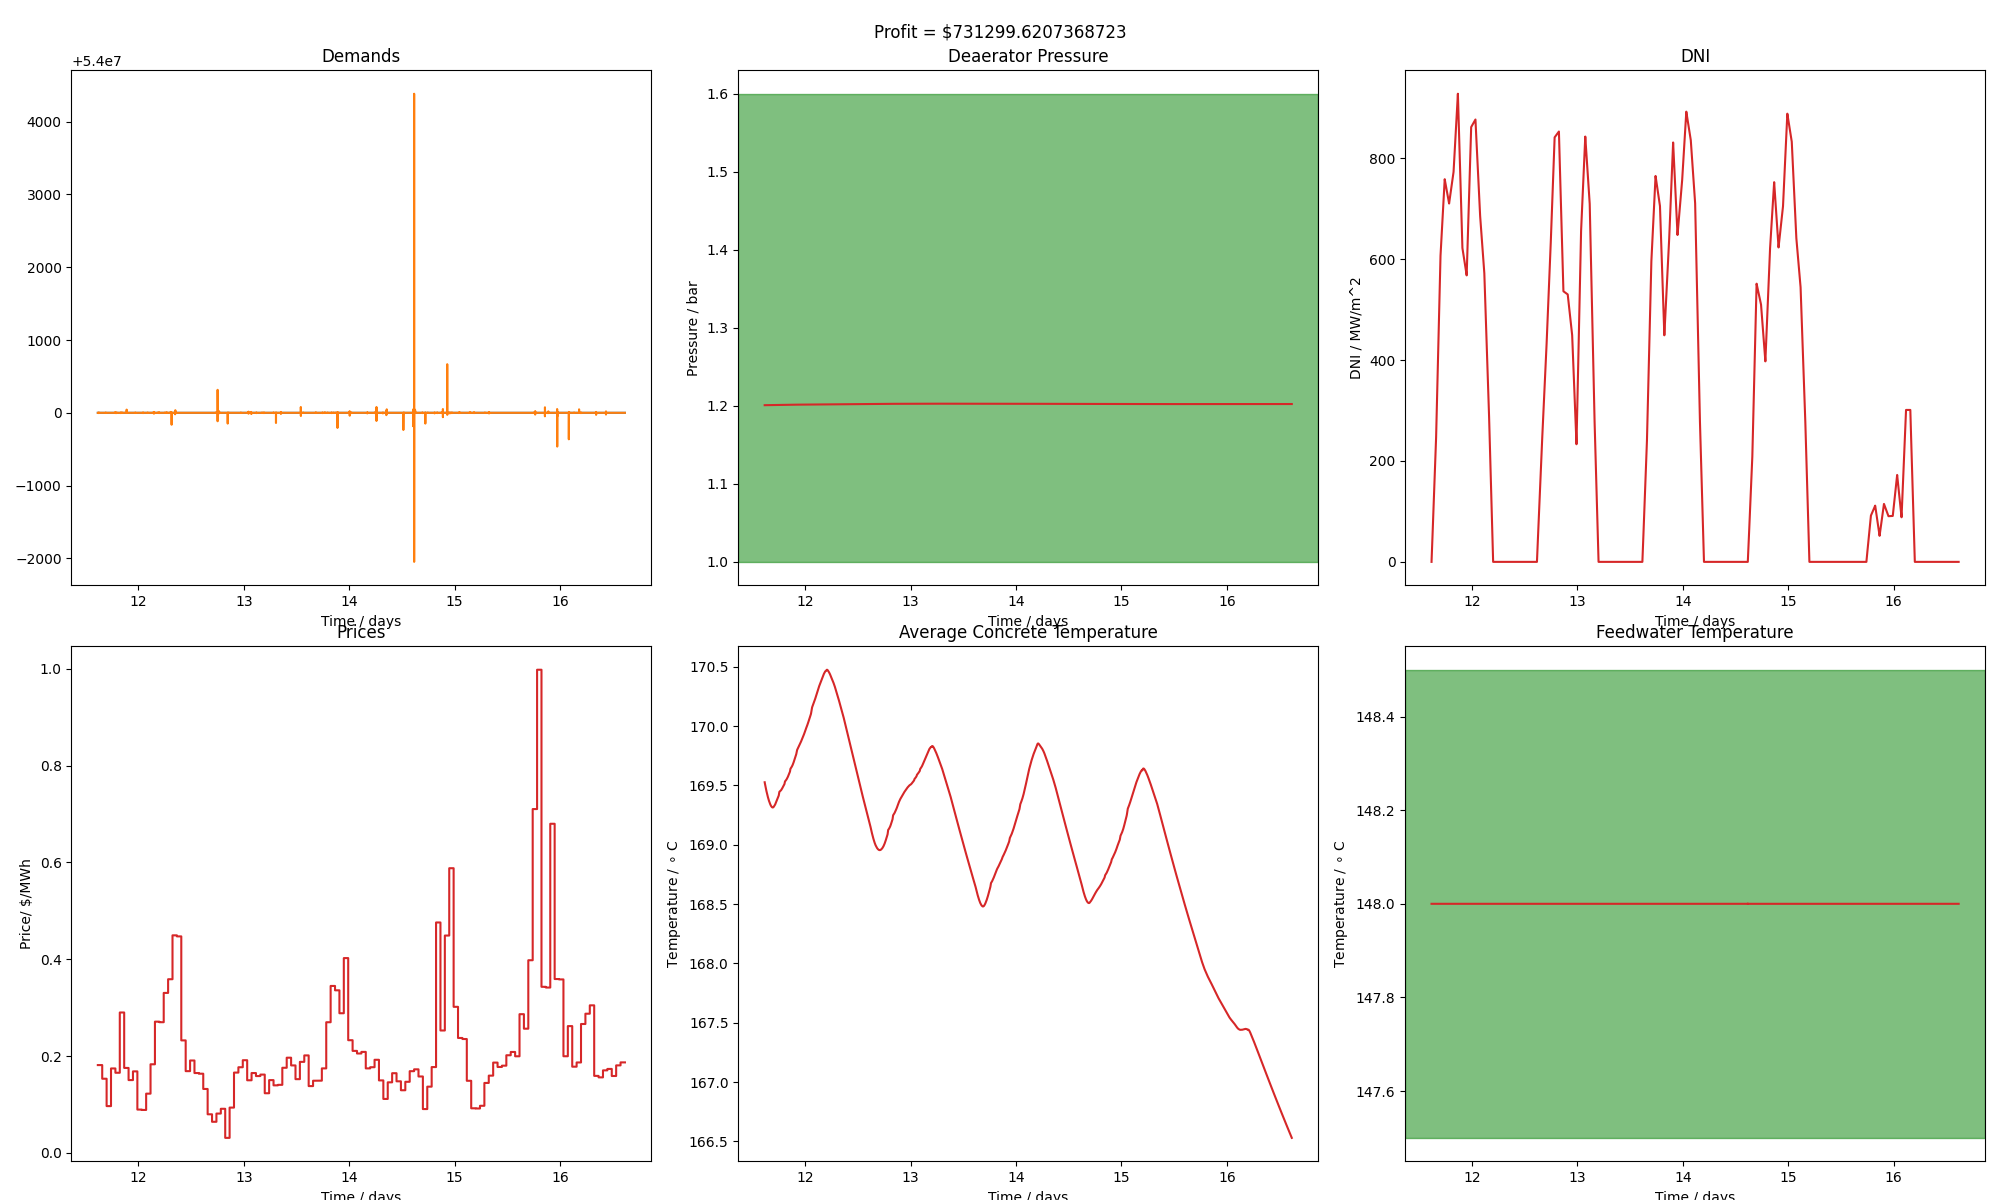 Profit = $731299.6207368723
Demands
+5.4e7
4000
3000
2000
1000
0
−1000
−2000
12 13 14 15 16
Time / days
Deaerator Pressure
Pressure / bar
1.6
1.5
1.4
1.3
1.2
1.1
1.0
12 13 14 15 16
Time / days
DNI
DNI / MW/m^2
800
600
400
200
0
12 13 14 15 16
Time / days
Prices
Price/ $/MWh
1.0
0.8
0.6
0.4
0.2
0.0
12 13 14 15 16
Time / days
Average Concrete Temperature
Temperature / ∘ C
170.5
170.0
169.5
169.0
168.5
168.0
167.5
167.0
166.5
12 13 14 15 16
Time / days
Feedwater Temperature
Temperature / ∘ C
148.4
148.2
148.0
147.8
147.6
12 13 14 15 16
Time / days